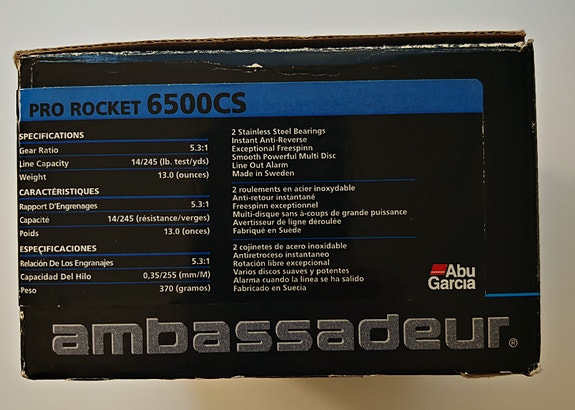 PRO ROCKET 6500CS
SPECIFICATIONS
Gear Ratio 5.3:1
Line Capacity 14/245 (lb. test/yds)
Weight 13.0 (ounces)
2 Stainless Steel Bearings
Instant Anti-Reverse
Exceptional Freespinn
Smooth Powerful Multi Disc
Line Out Alarm
Made in Sweden
CARACTÉRISTIQUES
Rapport D'Engrenages 5.3:1
Capacité 14/245 (résistance/verges)
Poids 13.0 (onces)
2 roulements en acier inoxydable
Anti-retour instantané
Freespinn exceptionnel
Multi-disque sans à-coups de grande puissance
Avertisseur de ligne déroulée
Fabriqué en Suède
ESPECIFICACIONES
Relación De Los Engranajes 5.3:1
Capacidad Del Hilo 0,35/255 (mm/M)
Peso 370 (gramos)
2 cojinetes de acero inoxidable
Antiretroceso instantaneo
Rotación libre excepcional
Varios discos suaves y potentes
Alarma cuando la linea se ha salido
Fabricado en Suecia
Abu
Garcia
ambassadeur®